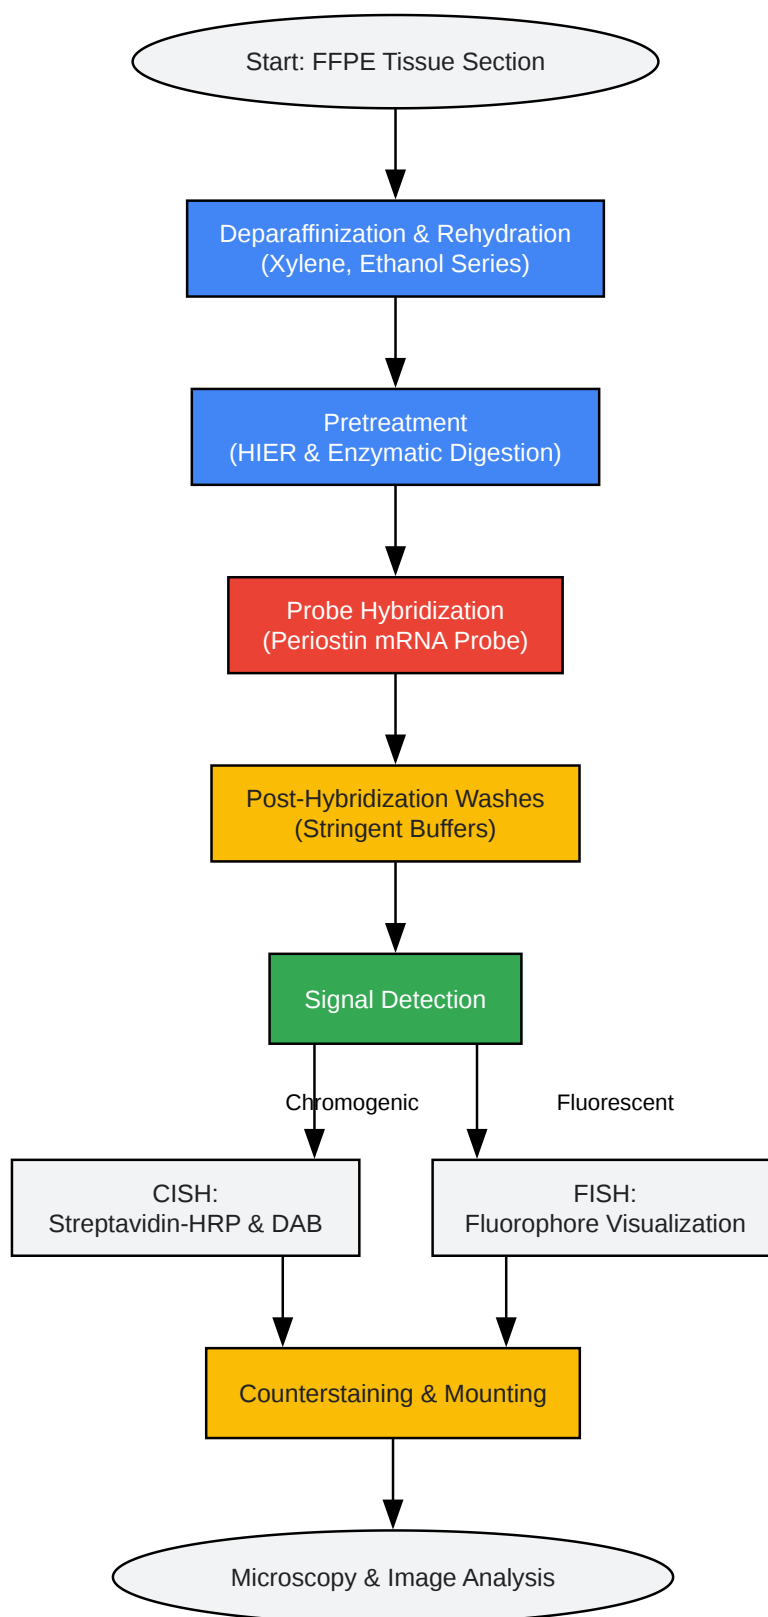 Start: FFPE Tissue Section
Deparaffinization & Rehydration
(Xylene, Ethanol Series)
Pretreatment
(HIER & Enzymatic Digestion)
Probe Hybridization
(Periostin mRNA Probe)
Post-Hybridization Washes
(Stringent Buffers)
Signal Detection
Chromogenic
Fluorescent
CISH:
Streptavidin-HRP & DAB
FISH:
Fluorophore Visualization
Counterstaining & Mounting
Microscopy & Image Analysis